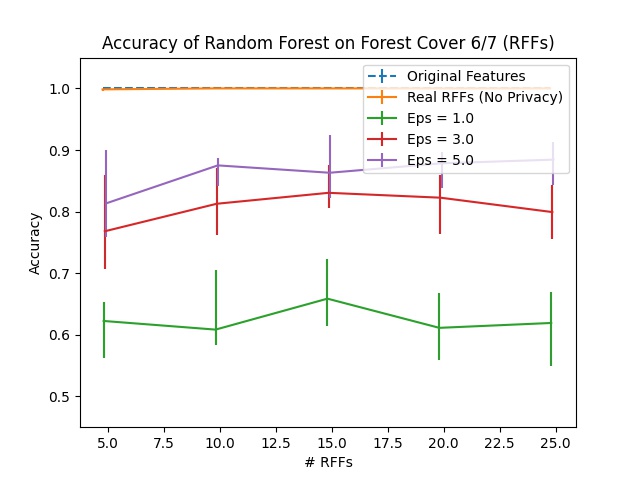 Accuracy of Random Forest on Forest Cover 6/7 (RFFs)
Original Features
Real RFFs (No Privacy)
Eps = 1.0
Eps = 3.0
Eps = 5.0
1.0
0.9
0.8
0.7
0.6
0.5
Accuracy
5.0 7.5 10.0 12.5 15.0 17.5 20.0 22.5 25.0
# RFFs